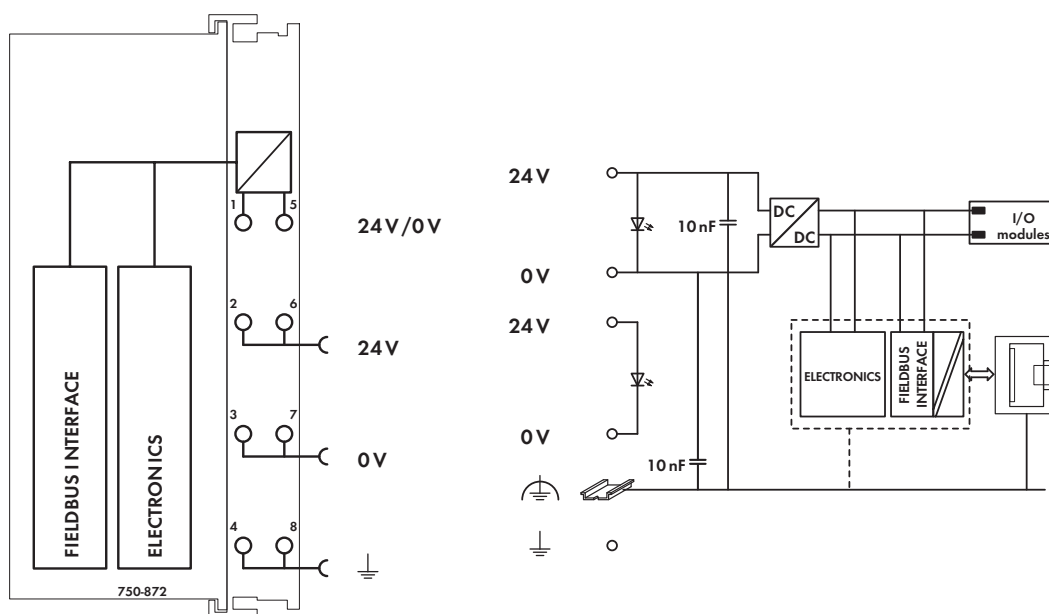 1 5
24V/0V
2 6
24V
3 7
0V
4 8
FIELDBUS INTERFACE
ELECTRONICS
750-872
24V
0V
24V
0V
10nF
10nF
DC
DC
I/O
modules
ELECTRONICS
FIELDBUS
INTERFACE